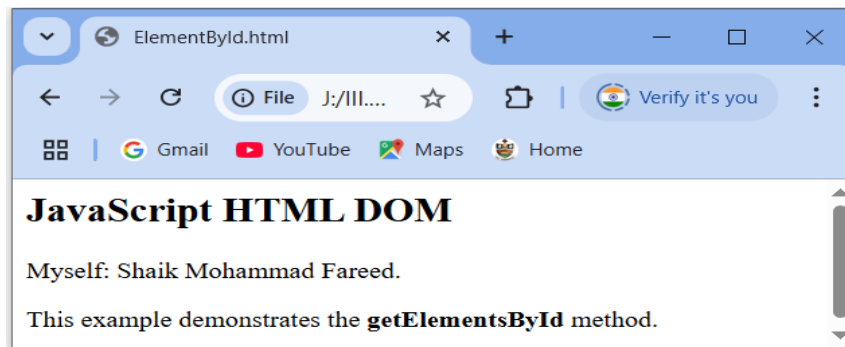 ElementById.html
File J:/III....
Verify it's you
Gmail YouTube Maps Home
JavaScript HTML DOM
Myself: Shaik Mohammad Fareed.
This example demonstrates the getElementsById method.